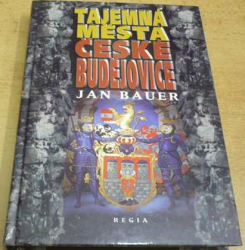 TAJEMNÁ
MĚSTA
ČESKÉ
BUDĚJOVICE
JAN BAUER
REGIA